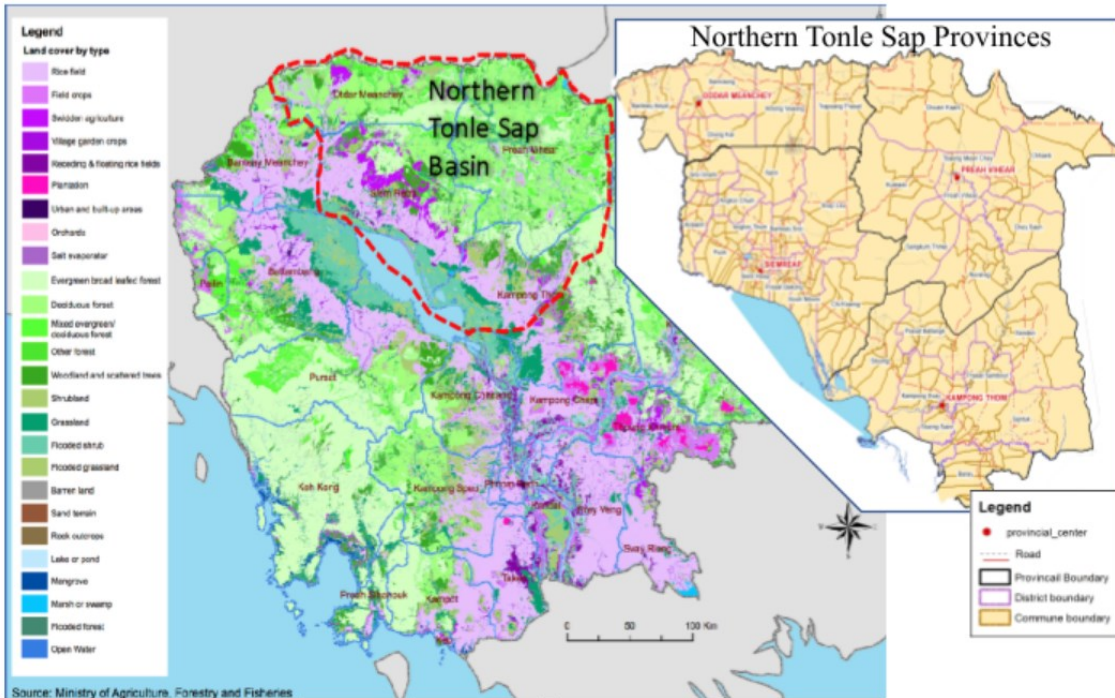 Legend
Land cover by type
Rice field
Field crops
Swidden agriculture
Village garden crops
Receding & floating rice fields
Plantation
Urban and built-up areas
Orchards
Salt evaporator
Evergreen broad leafed forest
Deciduous forest
Mixed evergreen/
deciduous forest
Other forest
Woodland and scattered trees
Shrubland
Grassland
Flooded shrub
Flooded grassland
Barren land
Sand terrain
Rock outcrops
Lake or pond
Mangrove
Marsh or swamp
Flooded forest
Open Water
Source: Ministry of Agriculture, Forestry and Fisheries
Northern
Tonle Sap
Basin
Oddar Meanchey
Preah Vihear
Banteay Meanchey
Siem Reap
Battambang
Pailin
Kampong Thom
Pursat
Kampong Chhnang
Kampong Cham
Koh Kong
Kampong Speu
Phnom Penh
Kandal
Prey Veng
Svay Rieng
Takeo
Preah Sihanouk
Kampot
Kep
0 50 100 Km
Northern Tonle Sap Provinces
ODDAR MEANCHEY
PREAH VIHEAR
SIEMREAP
KAMPONG THOM
Legend
provincial_center
Road
Provincail Boundary
District boundary
Commune boundary